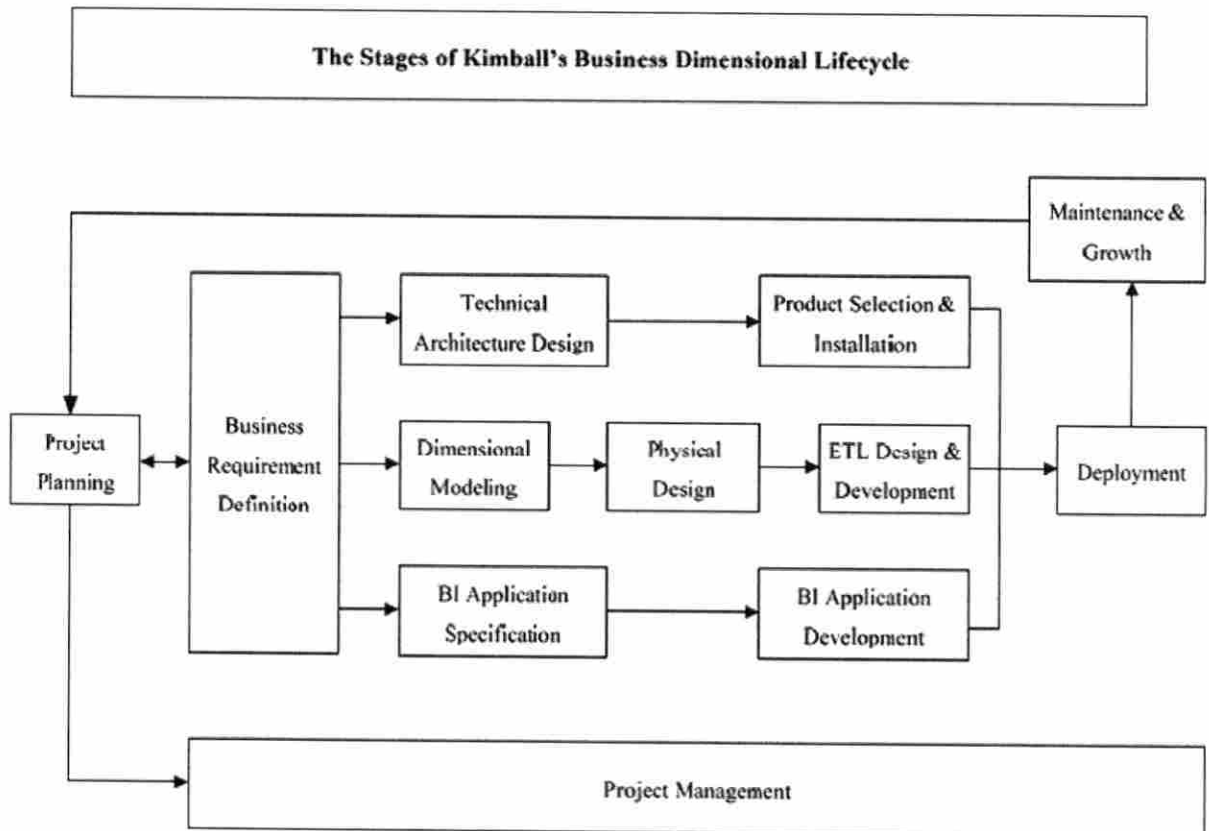 The Stages of Kimball's Business Dimensional Lifecycle
Maintenance &
Growth
Technical
Architecture Design
Product Selection &
Installation
Project
Planning
Business
Requirement
Definition
Dimensional
Modeling
Physical
Design
ETL Design &
Development
Deployment
BI Application
Specification
BI Application
Development
Project Management